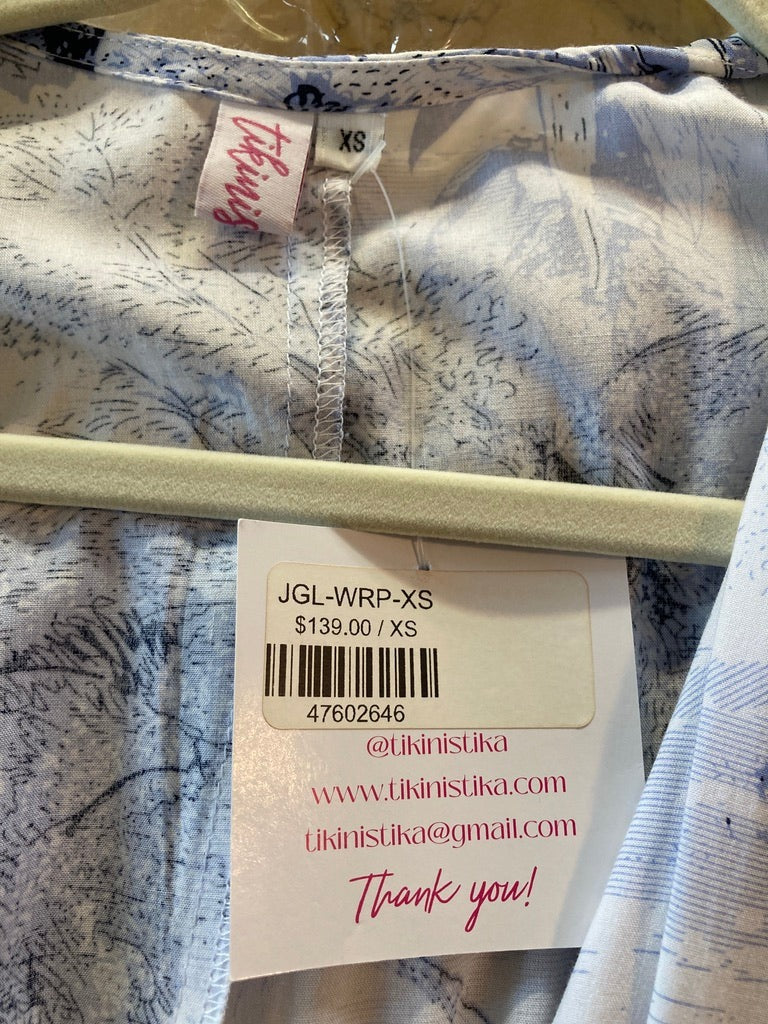 tikinis
XS
JGL-WRP-XS
$139.00 / XS
47602646
@tikinistika
www.tikinistika.com
tikinistika@gmail.com
Thank you!